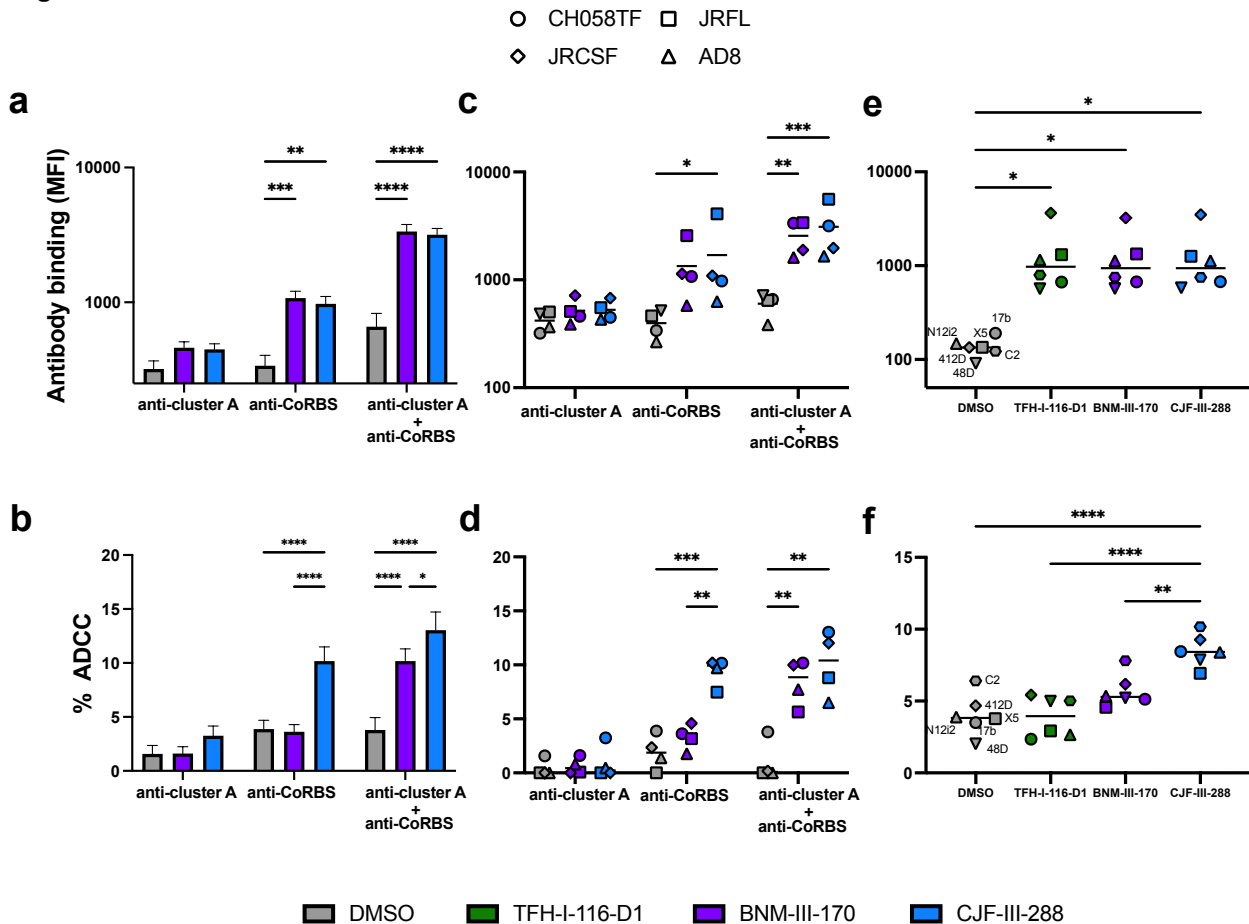 CH058TF JRFL
JRCSF AD8
a
Antibody binding (MFI)
10000
1000
** ****
*** ****
anti-cluster A anti-CoRBS anti-cluster A
+
anti-CoRBS
c
10000
1000
100
* ** ***
anti-cluster A anti-CoRBS anti-cluster A
+
anti-CoRBS
e
10000
1000
100
*
*
*
N12i2 X5 17b
412D C2
48D
DMSO TFH-I-116-D1 BNM-III-170 CJF-III-288
b
% ADCC
20
15
10
5
0
**** ****
**** **** *
anti-cluster A anti-CoRBS anti-cluster A
+
anti-CoRBS
d
20
15
10
5
0
*** **
** **
anti-cluster A anti-CoRBS anti-cluster A
+
anti-CoRBS
f
15
10
5
0
****
****
**
C2
412D
N12i2 X5
17b
48D
DMSO TFH-I-116-D1 BNM-III-170 CJF-III-288
DMSO TFH-I-116-D1 BNM-III-170 CJF-III-288